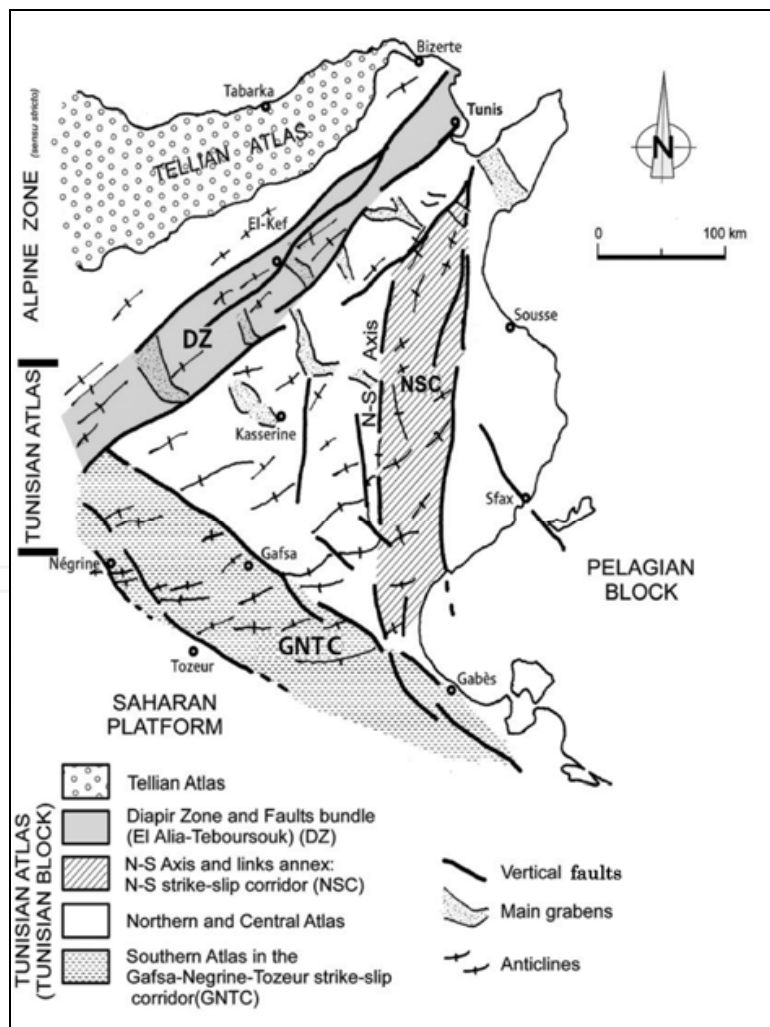 Bizerte
Tabarka
Tunis
TELLIAN ATLAS
(sensu stricto)
ALPINE ZONE
N
El-Kef
0 100 km
Sousse
DZ
N-S Axis
NSC
Kasserine
TUNISIAN ATLAS
Sfax
Négrine
Gafsa
PELAGIAN
BLOCK
GNTC
Tozeur
Gabès
SAHARAN
PLATFORM
TUNISIAN ATLAS
(TUNISIAN BLOCK)
Tellian Atlas
Diapir Zone and Faults bundle
(El Alia-Teboursouk) (DZ)
N-S Axis and links annex:
N-S strike-slip corridor (NSC)
Northern and Central Atlas
Southern Atlas in the
Gafsa-Negrine-Tozeur strike-slip
corridor(GNTC)
Vertical faults
Main grabens
Anticlines